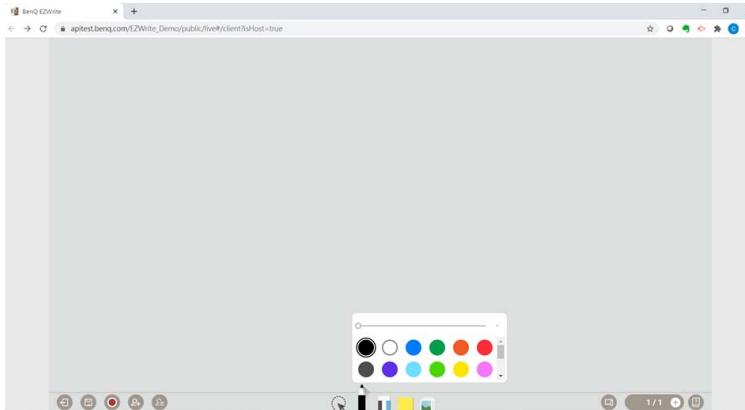 BenQ EZWrite
apitest.benq.com/EZWrite_Demo/public/live#/client?isHost=true
C
1 / 1